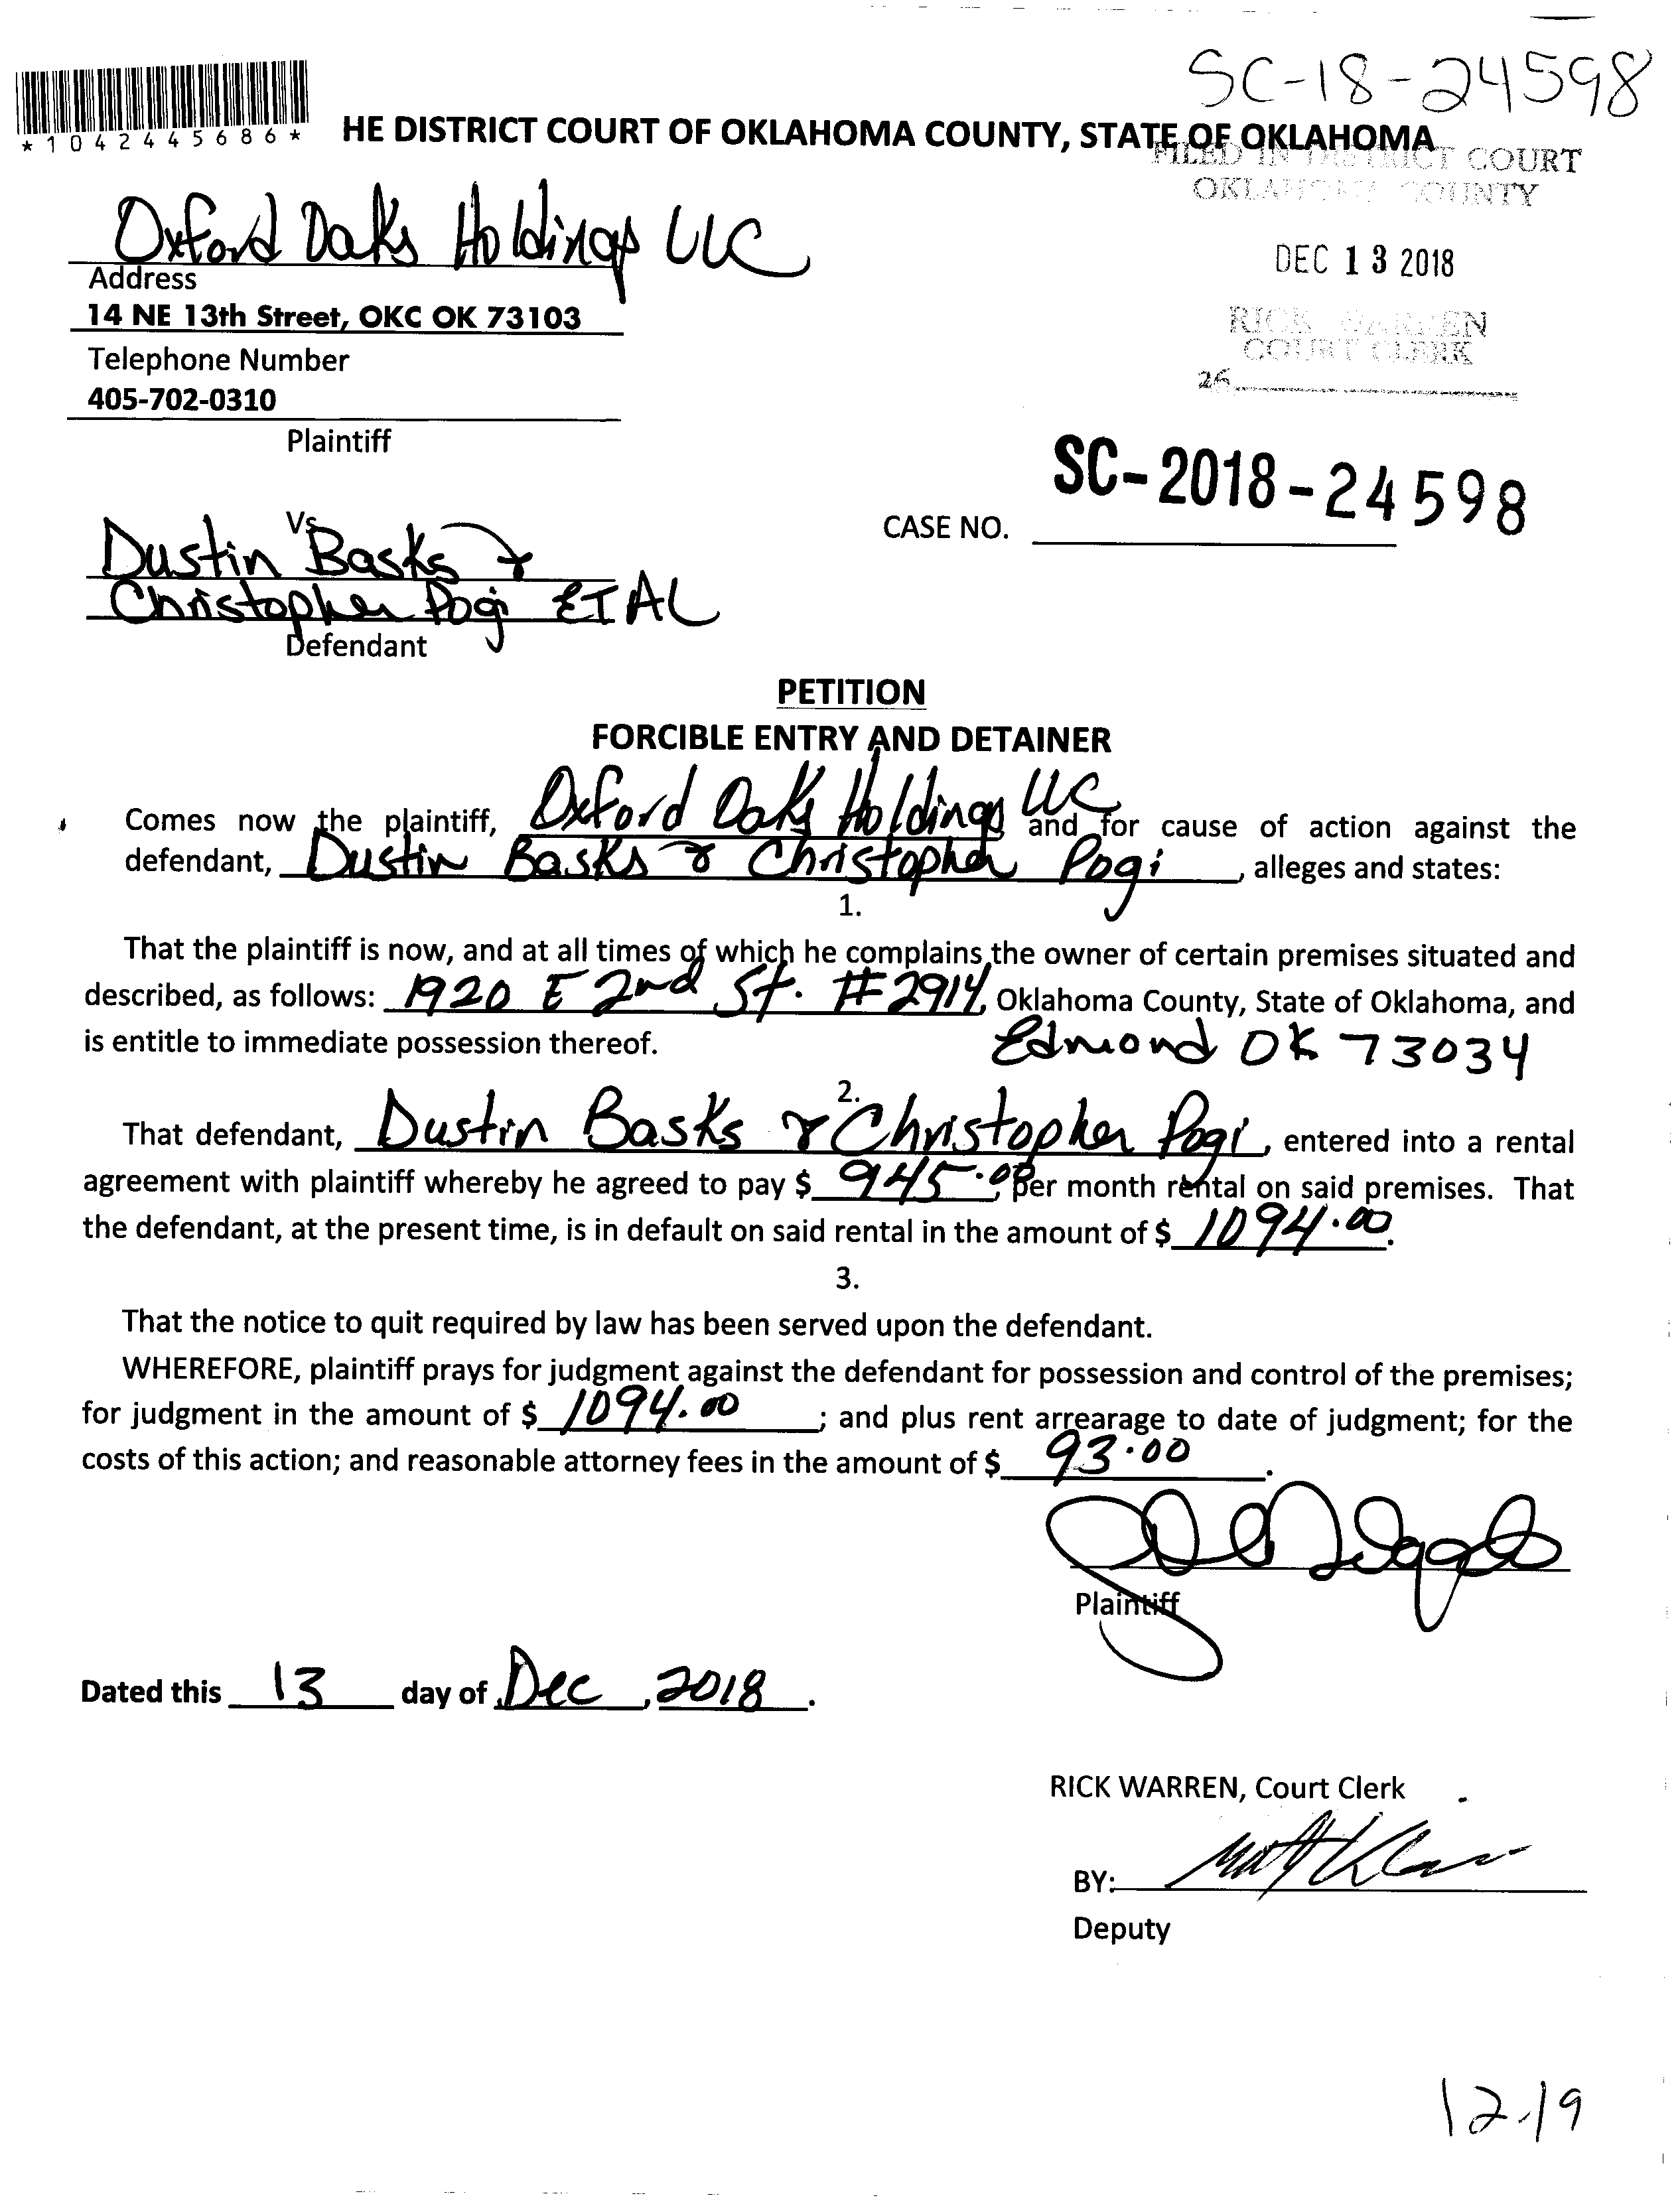 SC-18-24598
*1042445686*
HE DISTRICT COURT OF OKLAHOMA COUNTY, STATE OF OKLAHOMA
FILED IN DISTRICT COURT
OKLAHOMA COUNTY
Oxford Oaks Holdings LLC
DEC 13 2018
Address
14 NE 13th Street, OKC OK 73103
RICK WARREN
COURT CLERK
Telephone Number
26
405-702-0310
Plaintiff
SC-2018-24598
Vs
CASE NO.
Dustin Basks &
Christopher Pogi ET AL
Defendant
PETITION
FORCIBLE ENTRY AND DETAINER
Comes now the plaintiff, Oxford Oaks Holdings LLC and for cause of action against the
defendant, Dustin Basks & Christopher Pogi, alleges and states:
1.
That the plaintiff is now, and at all times of which he complains, the owner of certain premises situated and
described, as follows: 1920 E 2nd St. #2914, Oklahoma County, State of Oklahoma, and
is entitle to immediate possession thereof. Edmond OK 73034
2.
That defendant, Dustin Basks & Christopher Pogi, entered into a rental
agreement with plaintiff whereby he agreed to pay $ 945.00, per month rental on said premises. That
the defendant, at the present time, is in default on said rental in the amount of $ 1094.00.
3.
That the notice to quit required by law has been served upon the defendant.
WHEREFORE, plaintiff prays for judgment against the defendant for possession and control of the premises;
for judgment in the amount of $ 1094.00; and plus rent arrearage to date of judgment; for the
costs of this action; and reasonable attorney fees in the amount of $ 93.00.
Plaintiff
Dated this 13 day of Dec, 2018.
RICK WARREN, Court Clerk
BY:
Deputy
12-19